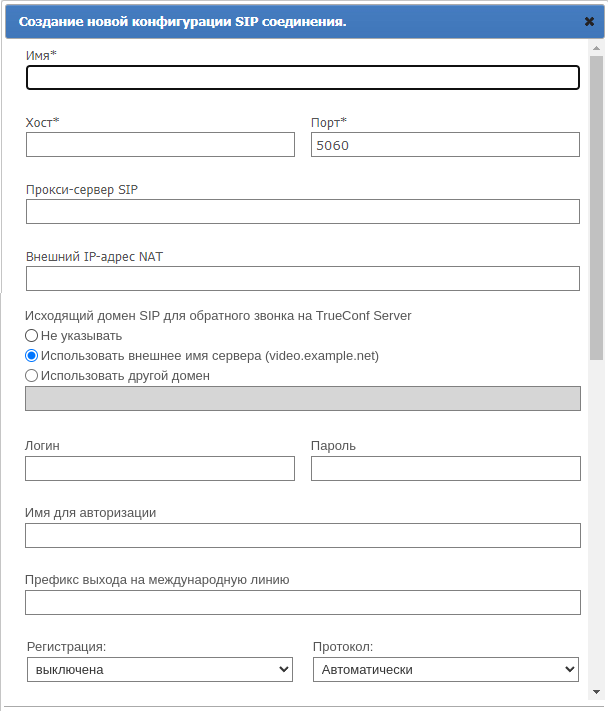 Создание новой конфигурации SIP соединения.
Имя*
Хост*
Порт*
5060
Прокси-сервер SIP
Внешний IP-адрес NAT
Исходящий домен SIP для обратного звонка на TrueConf Server
Не указывать
Использовать внешнее имя сервера (video.example.net)
Использовать другой домен
Логин
Пароль
Имя для авторизации
Префикс выхода на международную линию
Регистрация:
Протокол:
выключена
Автоматически